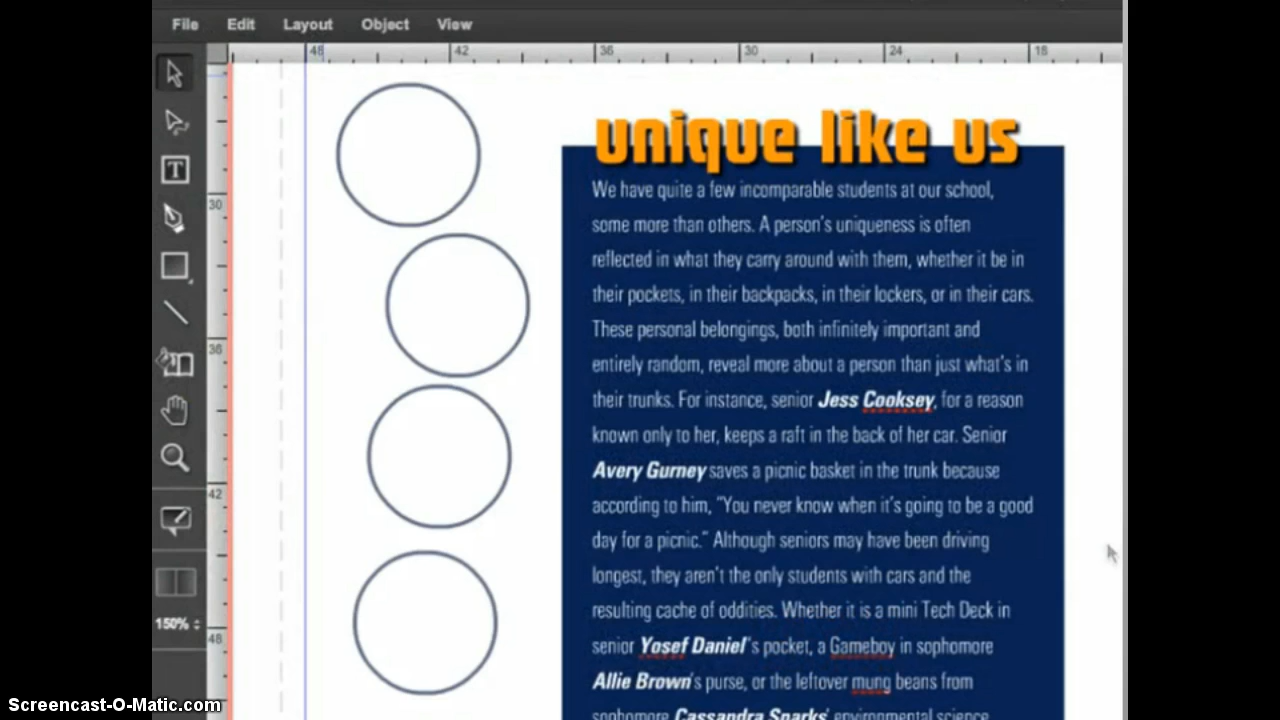 File Edit Layout Object View
48 42 36 30 24 18
unique like us
We have quite a few incomparable students at our school,
some more than others. A person's uniqueness is often
reflected in what they carry around with them, whether it be in
their pockets, in their backpacks, in their lockers, or in their cars.
These personal belongings, both infinitely important and
entirely random, reveal more about a person than just what's in
their trunks. For instance, senior Jess Cooksey, for a reason
known only to her, keeps a raft in the back of her car. Senior
Avery Gurney saves a picnic basket in the trunk because
according to him, "You never know when it's going to be a good
day for a picnic." Although seniors may have been driving
longest, they aren't the only students with cars and the
resulting cache of oddities. Whether it is a mini Tech Deck in
senior Yosef Daniel's pocket, a Gameboy in sophomore
Allie Brown's purse, or the leftover mung beans from
sophomore Cassandra Sparks' environmental science
30
36
42
48
150%
Screencast-O-Matic.com